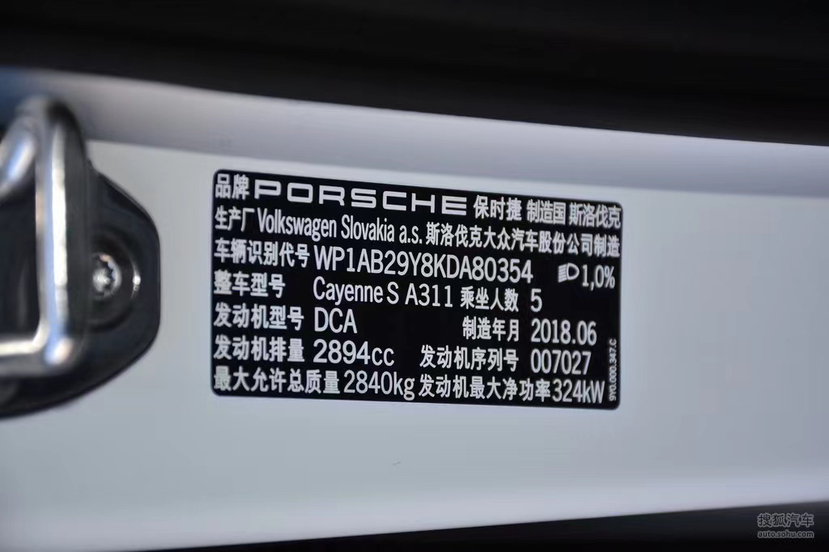 品牌 PORSCHE 保时捷 制造国 斯洛伐克
生产厂 Volkswagen Slovakia a.s. 斯洛伐克大众汽车股份公司制造
车辆识别代号 WP1AB29Y8KDA80354 1,0%
整车型号 Cayenne S A311 乘坐人数 5
发动机型号 DCA 制造年月 2018.06
发动机排量 2894cc 发动机序列号 007027
最大允许总质量 2840kg 发动机最大净功率 324kW
9Y0.000.347.C
搜狐汽车
auto.sohu.com